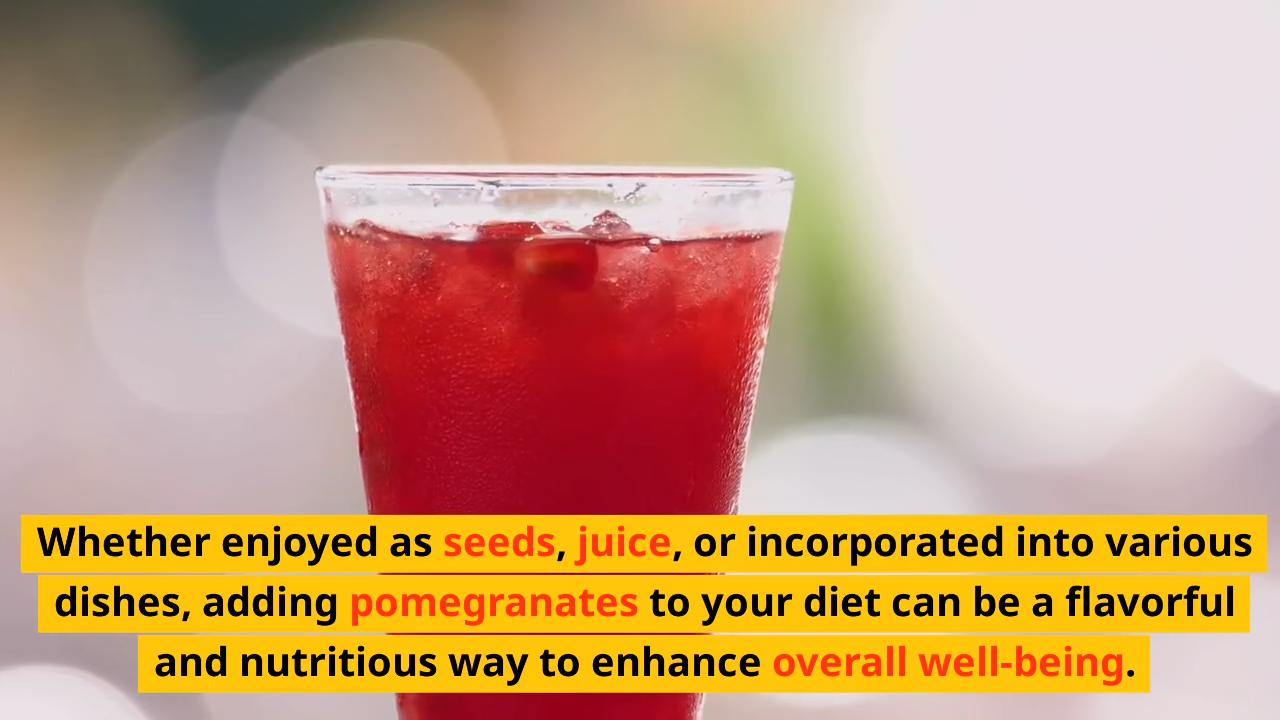 Whether enjoyed as seeds, juice, or incorporated into various
dishes, adding pomegranates to your diet can be a flavorful
and nutritious way to enhance overall well-being.